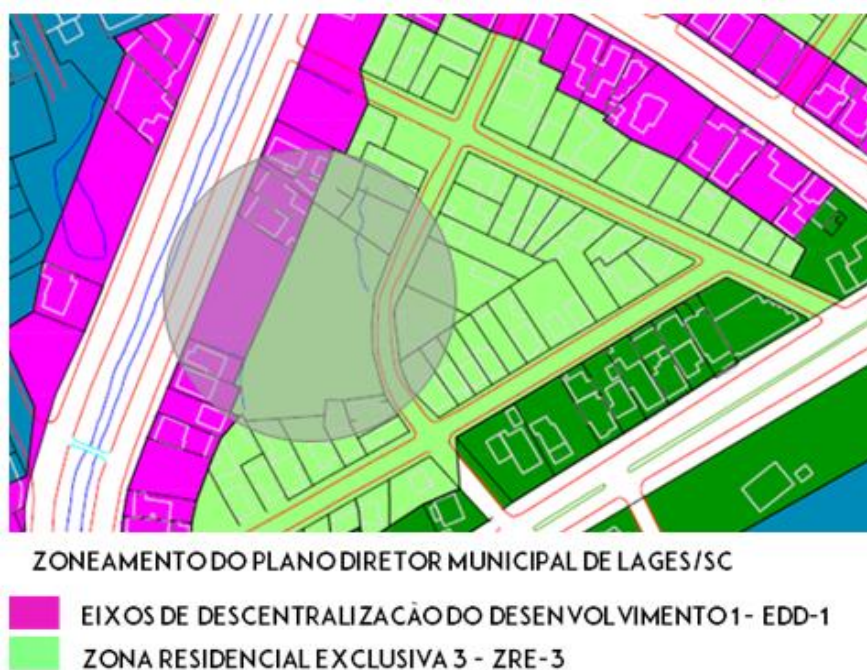 ZONEAMENTO DO PLANO DIRETOR MUNICIPAL DE LAGES/SC
EIXOS DE DESCENTRALIZAÇÃO DO DESENVOLVIMENTO 1 - EDD-1
ZONA RESIDENCIAL EXCLUSIVA 3 - ZRE-3